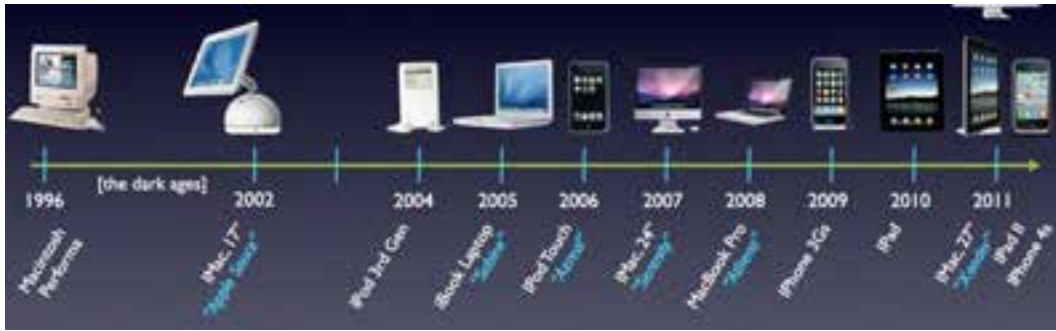 [the dark ages]
1996
2002
2004
2005
2006
2007
2008
2009
2010
2011
Macintosh
Performa
iMac, 17"
"Apple Sauce"
iPod 3rd Gen
iBook Laptop
iPod Touch
iMac, 24"
MacBook Pro
iPhone 3Gs
iPad
iMac, 27"
iPad II
iPhone 4s